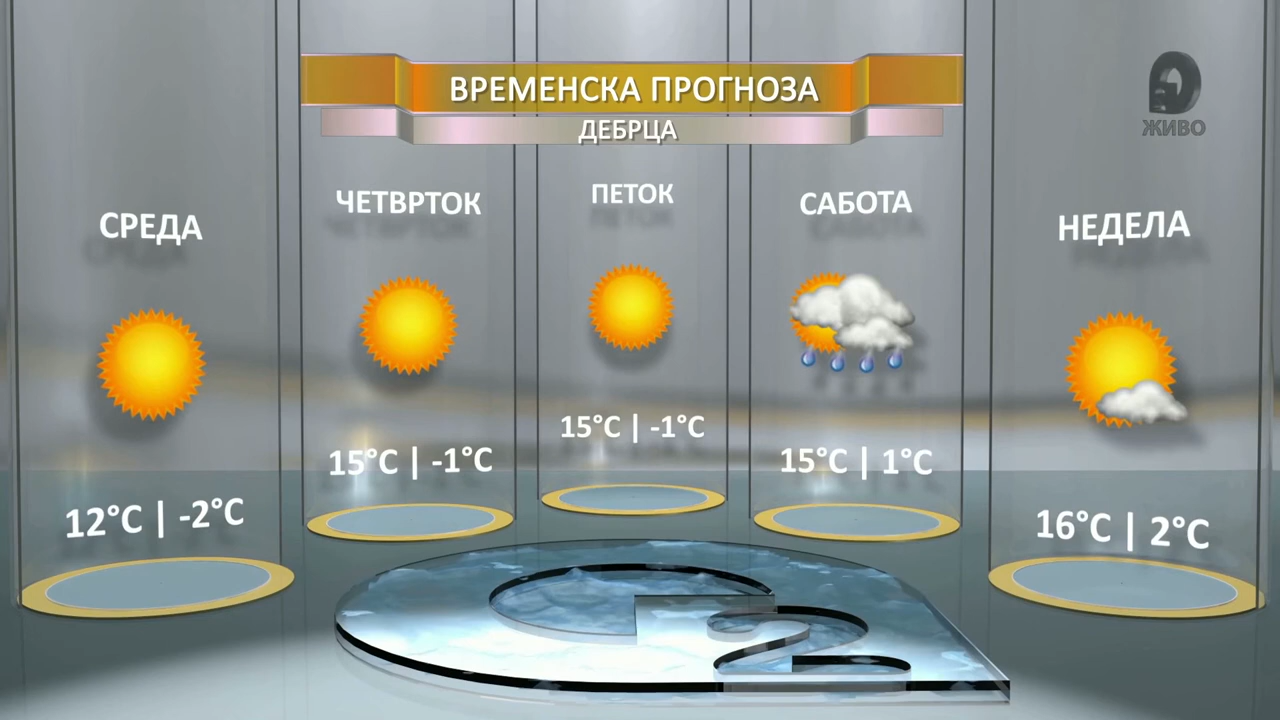 ВРЕМЕНСКА ПРОГНОЗА
ДЕБРЦА
ЖИВО
СРЕДА
12°C | -2°C
ЧЕТВРТОК
15°C | -1°C
ПЕТОК
15°C | -1°C
САБОТА
15°C | 1°C
НЕДЕЛА
16°C | 2°C
2